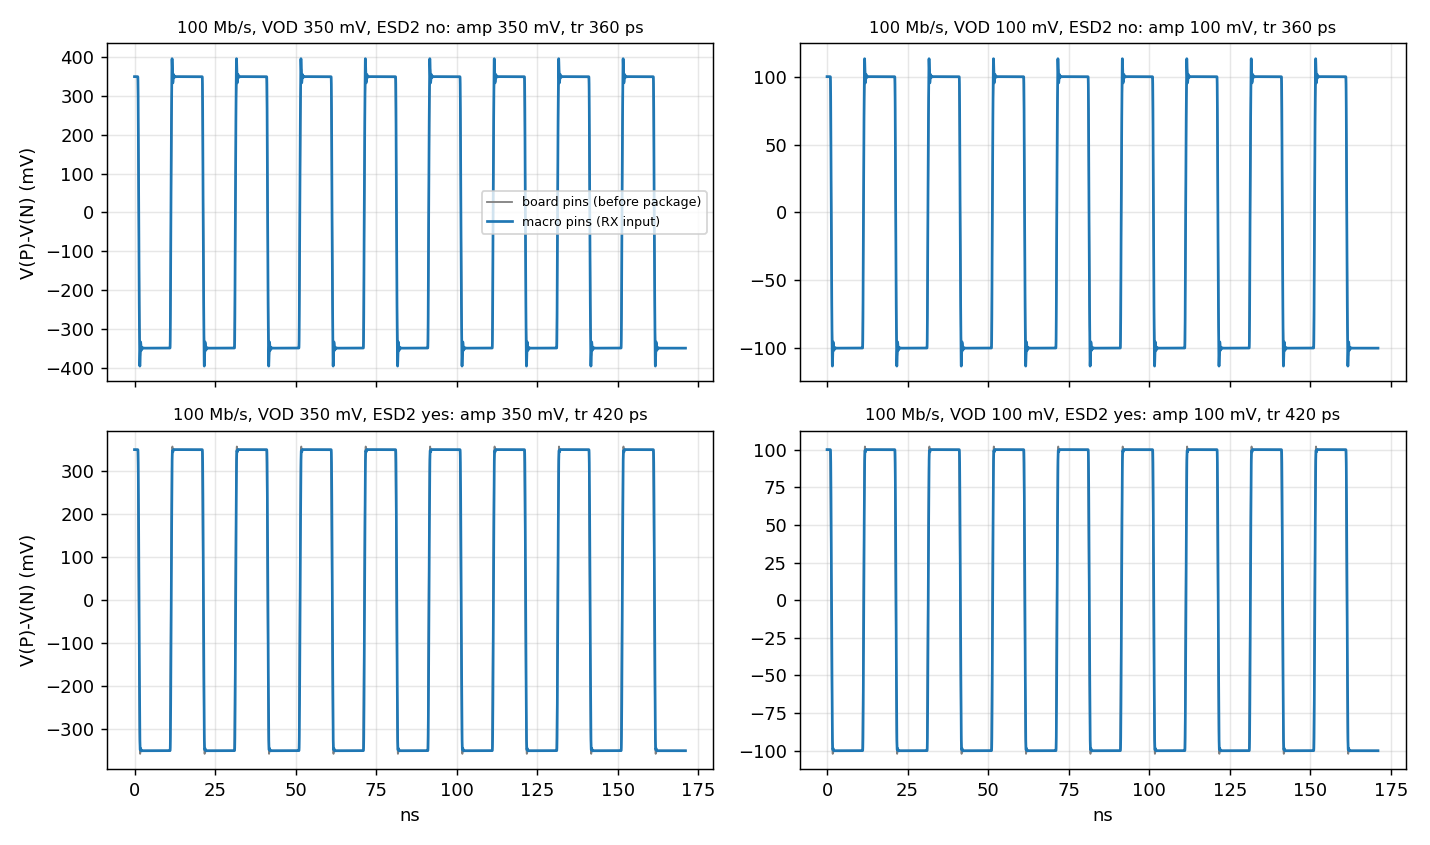 100 Mb/s, VOD 350 mV, ESD2 no: amp 350 mV, tr 360 ps
400
300
200
100
0
−100
−200
−300
−400
V(P)-V(N) (mV)
board pins (before package)
macro pins (RX input)
100 Mb/s, VOD 100 mV, ESD2 no: amp 100 mV, tr 360 ps
100
50
0
−50
−100
100 Mb/s, VOD 350 mV, ESD2 yes: amp 350 mV, tr 420 ps
300
200
100
0
−100
−200
−300
V(P)-V(N) (mV)
0 25 50 75 100 125 150 175
ns
100 Mb/s, VOD 100 mV, ESD2 yes: amp 100 mV, tr 420 ps
100
75
50
25
0
−25
−50
−75
−100
0 25 50 75 100 125 150 175
ns